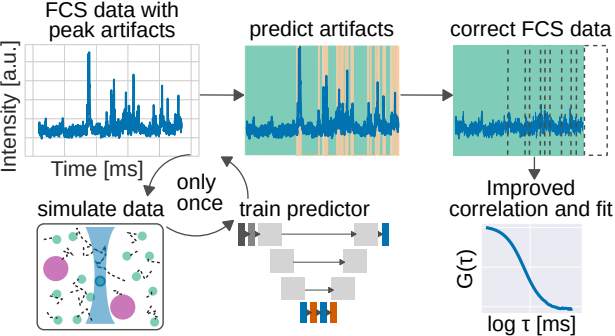 FCS data with
peak artifacts
predict artifacts
correct FCS data
Intensity [a.u.]
Time [ms]
only
once
simulate data
train predictor
Improved
correlation and fit
G(τ)
log τ [ms]